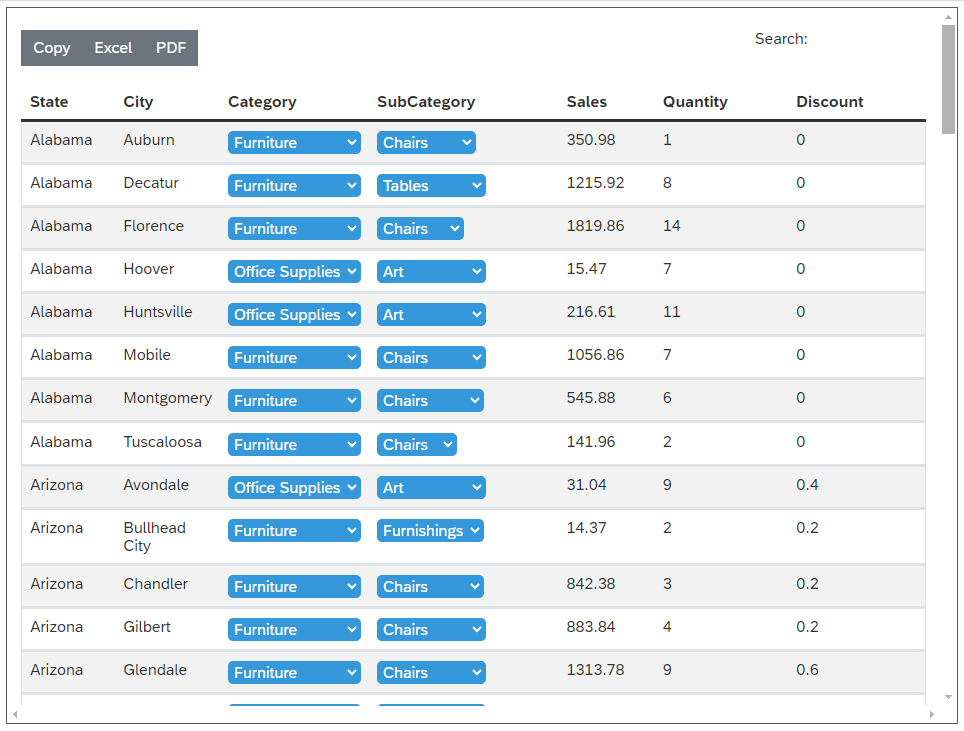 Copy Excel PDF Search:
State City Category SubCategory Sales Quantity Discount
Alabama Auburn Furniture Chairs 350.98 1 0
Alabama Decatur Furniture Tables 1215.92 8 0
Alabama Florence Furniture Chairs 1819.86 14 0
Alabama Hoover Office Supplies Art 15.47 7 0
Alabama Huntsville Office Supplies Art 216.61 11 0
Alabama Mobile Furniture Chairs 1056.86 7 0
Alabama Montgomery Furniture Chairs 545.88 6 0
Alabama Tuscaloosa Furniture Chairs 141.96 2 0
Arizona Avondale Office Supplies Art 31.04 9 0.4
Arizona Bullhead Furniture Furnishings 14.37 2 0.2
City
Arizona Chandler Furniture Chairs 842.38 3 0.2
Arizona Gilbert Furniture Chairs 883.84 4 0.2
Arizona Glendale Furniture Chairs 1313.78 9 0.6